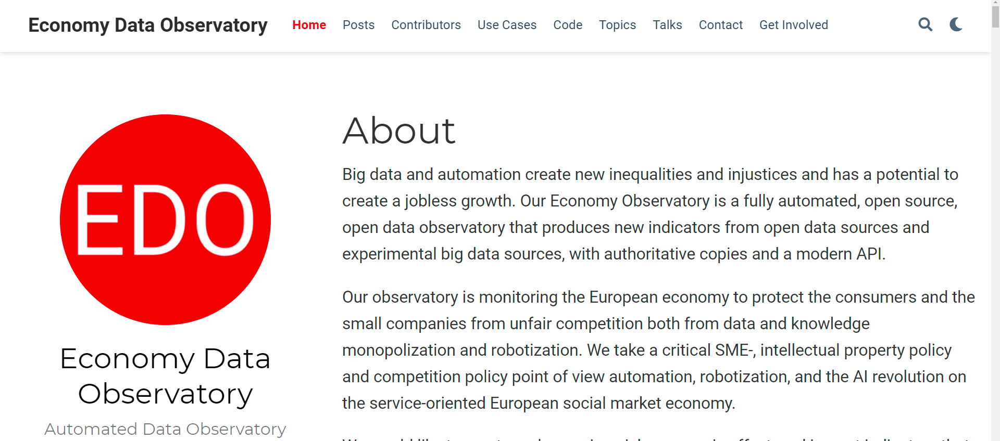 Economy Data Observatory
Home Posts Contributors Use Cases Code Topics Talks Contact Get Involved
EDO
Economy Data
Observatory
Automated Data Observatory
About
Big data and automation create new inequalities and injustices and has a potential to
create a jobless growth. Our Economy Observatory is a fully automated, open source,
open data observatory that produces new indicators from open data sources and
experimental big data sources, with authoritative copies and a modern API.
Our observatory is monitoring the European economy to protect the consumers and the
small companies from unfair competition both from data and knowledge
monopolization and robotization. We take a critical SME-, intellectual property policy
and competition policy point of view automation, robotization, and the AI revolution on
the service-oriented European social market economy.